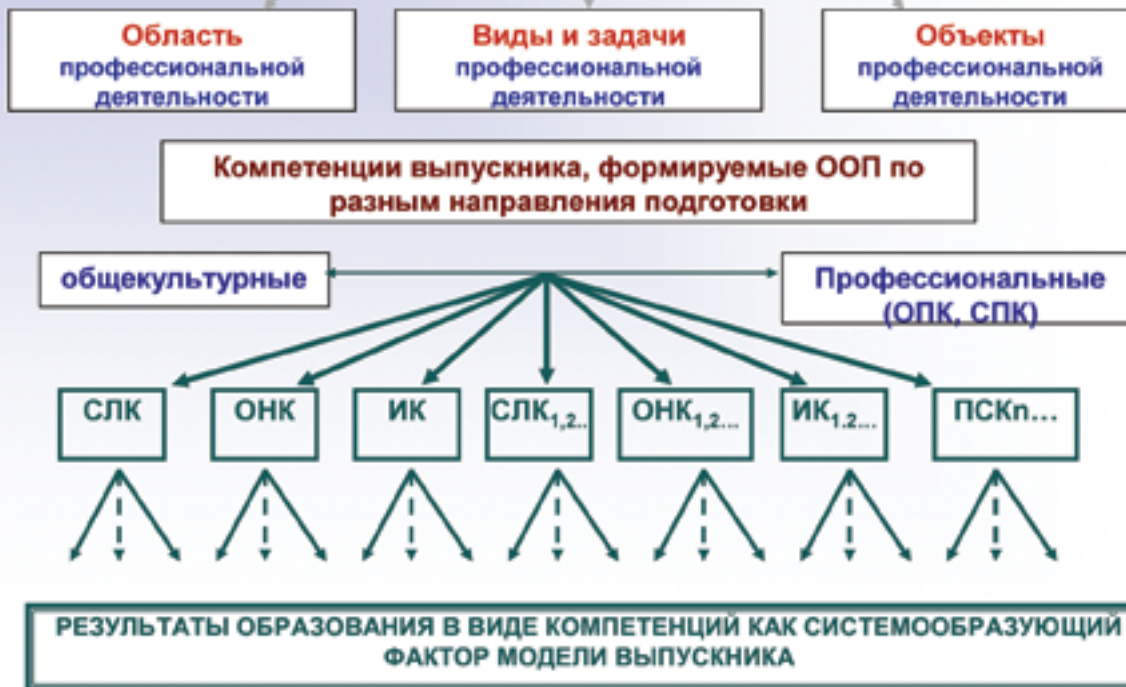 Область
профессиональной
деятельности
Виды и задачи
профессиональной
деятельности
Объекты
профессиональной
деятельности
Компетенции выпускника, формируемые ООП по
разным направления подготовки
общекультурные
Профессиональные
(ОПК, СПК)
СЛК
ОНК
ИК
СЛК1,2..
ОНК1,2...
ИК1.2...
ПСКn...
РЕЗУЛЬТАТЫ ОБРАЗОВАНИЯ В ВИДЕ КОМПЕТЕНЦИЙ КАК СИСТЕМООБРАЗУЮЩИЙ
ФАКТОР МОДЕЛИ ВЫПУСКНИКА